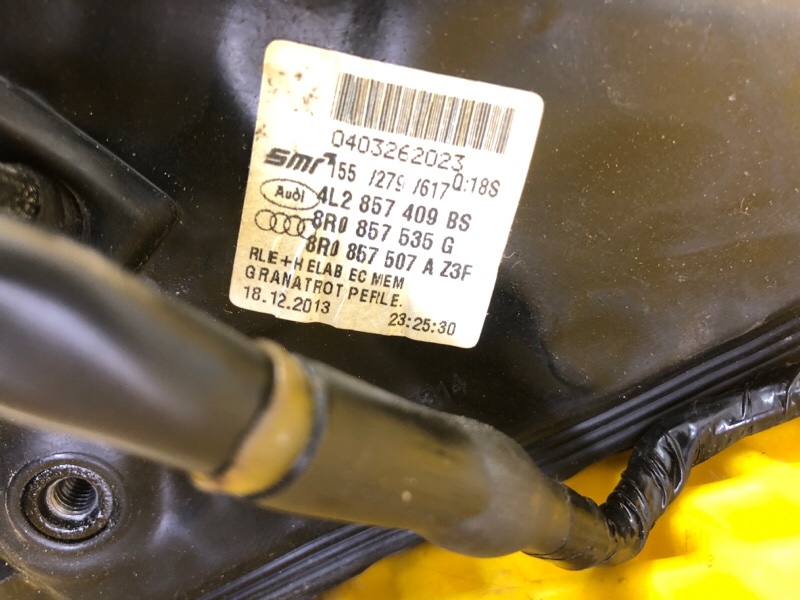 0403262023
smr 155 /279 /617 Q:18S
Audi 4L2 857 409 BS
8R0 857 535 G
8R0 857 507 A Z3F
RLE+H ELAB EC MEM
GRANATROT PERLE.
18.12.2013 23:25:30